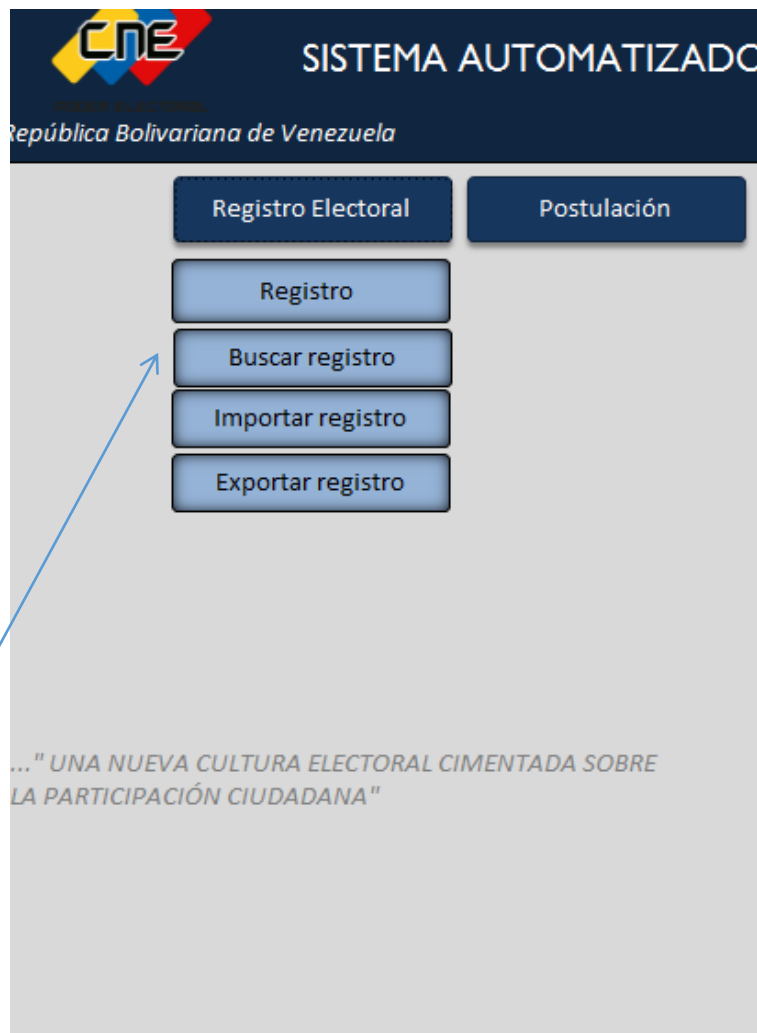 CNE
SISTEMA AUTOMATIZADO
República Bolivariana de Venezuela
Registro Electoral
Postulación
Registro
Buscar registro
Importar registro
Exportar registro
..." UNA NUEVA CULTURA ELECTORAL CIMENTADA SOBRE
LA PARTICIPACIÓN CIUDADANA"